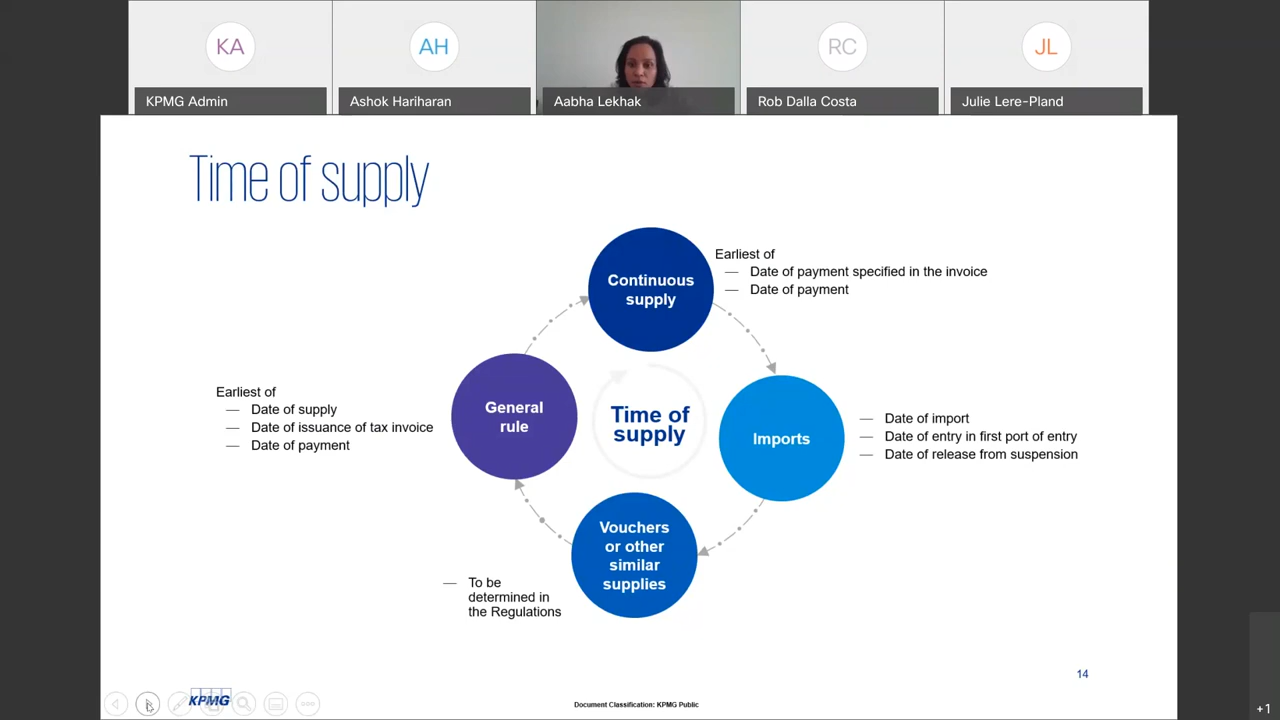 KA
AH
RC
JL
KPMG Admin
Ashok Hariharan
Aabha Lekhak
Rob Dalla Costa
Julie Lere-Pland
Time of supply
Continuous
supply
Earliest of
— Date of payment specified in the invoice
— Date of payment
Earliest of
— Date of supply
— Date of issuance of tax invoice
— Date of payment
General
rule
Time of
supply
Imports
— Date of import
— Date of entry in first port of entry
— Date of release from suspension
Vouchers
or other
similar
supplies
— To be
determined in
the Regulations
14
KPMG
Document Classification: KPMG Public
+1